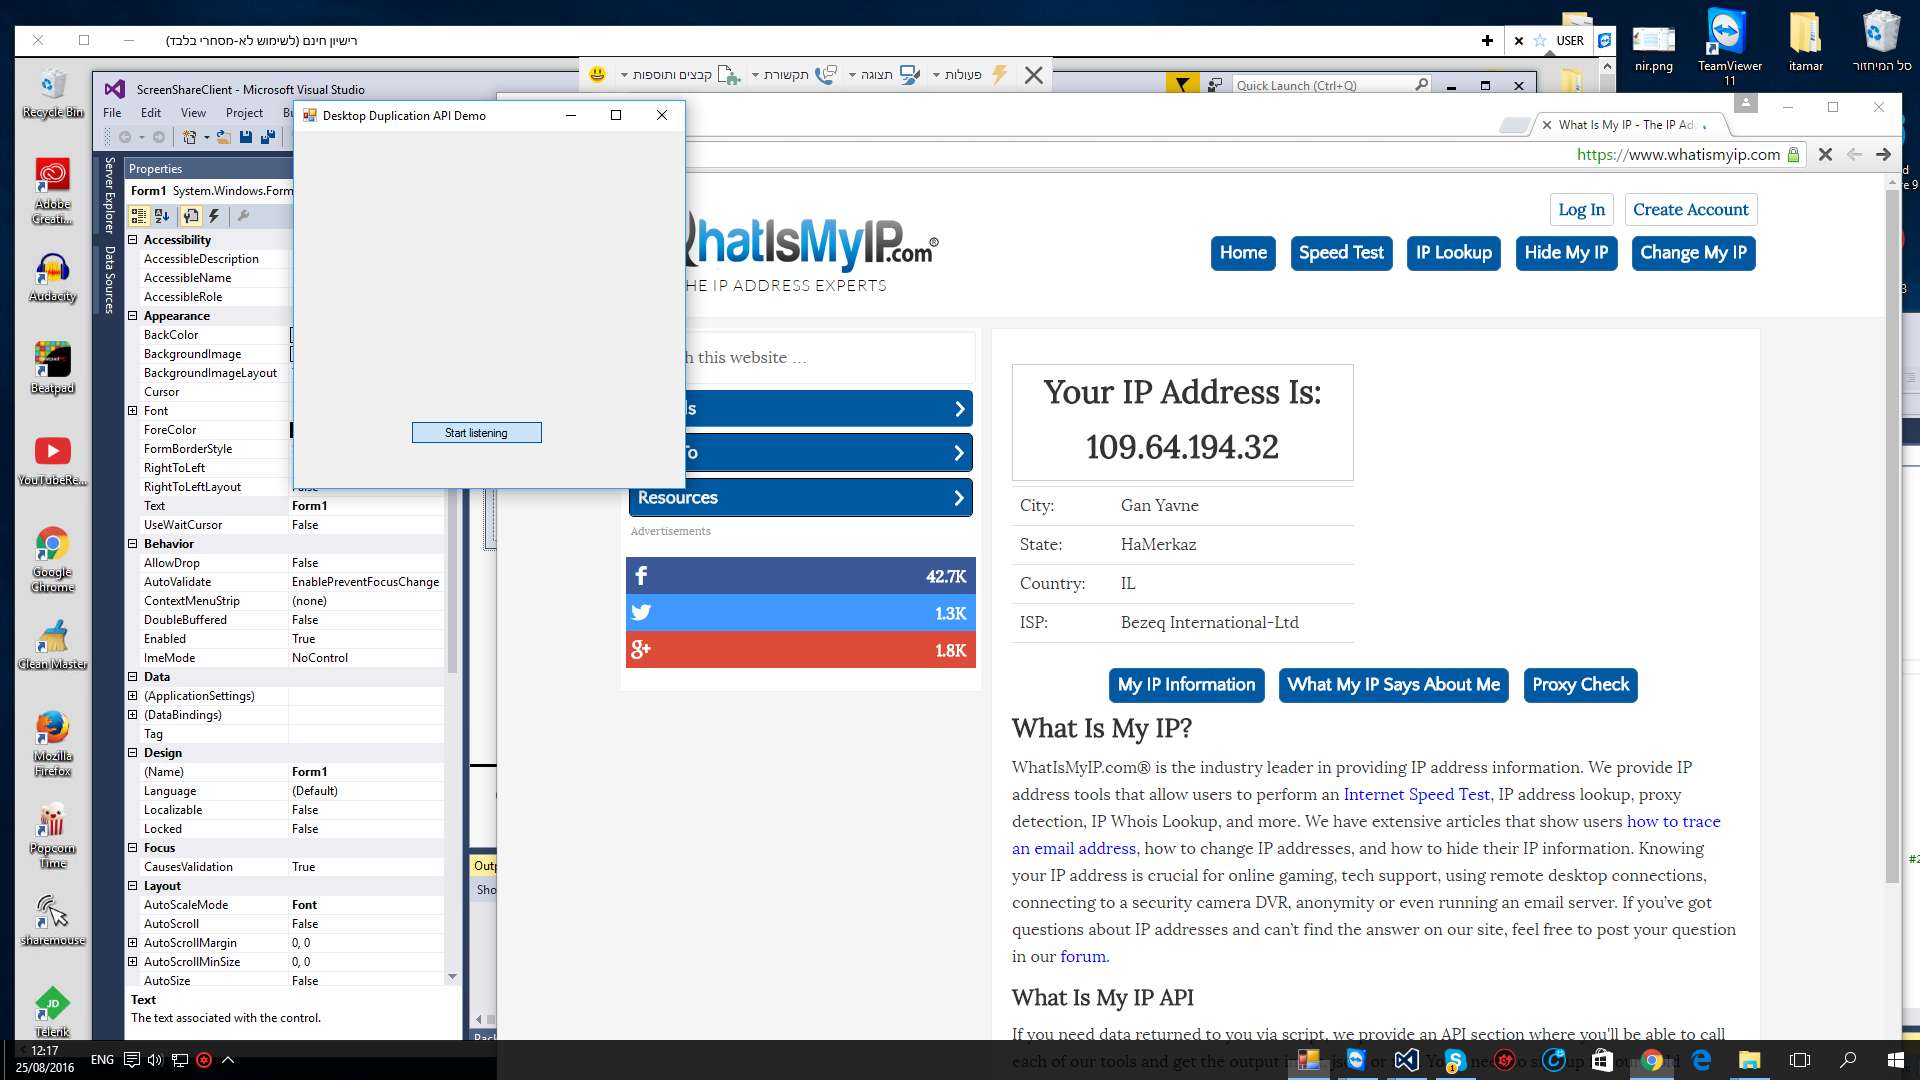 רישיון חינם (לשימוש לא-מסחרי בלבד)
USER
nir.png
TeamViewer 11
itamar
סל המיחזור
פעולות
תצוגה
תקשורת
קבצים ותוספות
Recycle Bin
Adobe Creati...
Audacity
Beatpad
YouTubeRe...
Google Chrome
Clean Master
Mozilla Firefox
Popcorn Time
sharemouse
Telerik
ScreenShareClient - Microsoft Visual Studio
Quick Launch (Ctrl+Q)
File Edit View Project Bu
Server Explorer
Data Sources
Properties
Form1 System.Windows.Form
Accessibility
AccessibleDescription
AccessibleName
AccessibleRole
Appearance
BackColor
BackgroundImage
BackgroundImageLayout
Cursor
Font
ForeColor
FormBorderStyle
RightToLeft
RightToLeftLayout False
Text Form1
UseWaitCursor False
Behavior
AllowDrop False
AutoValidate EnablePreventFocusChange
ContextMenuStrip (none)
DoubleBuffered False
Enabled True
ImeMode NoControl
Data
(ApplicationSettings)
(DataBindings)
Tag
Design
(Name) Form1
Language (Default)
Localizable False
Locked False
Focus
CausesValidation True
Layout
AutoScaleMode Font
AutoScroll False
AutoScrollMargin 0, 0
AutoScrollMinSize 0, 0
AutoSize False
Text
The text associated with the control.
Desktop Duplication API Demo
Start listening
Outp
Sho
What Is My IP - The IP Ad
https://www.whatismyip.com
hatIsMyIP.com®
HE IP ADDRESS EXPERTS
Log In
Create Account
Home
Speed Test
IP Lookup
Hide My IP
Change My IP
h this website …
ls
To
Resources
Advertisements
42.7K
1.3K
1.8K
Your IP Address Is:
109.64.194.32
City: Gan Yavne
State: HaMerkaz
Country: IL
ISP: Bezeq International-Ltd
My IP Information
What My IP Says About Me
Proxy Check
What Is My IP?
WhatIsMyIP.com® is the industry leader in providing IP address information. We provide IP
address tools that allow users to perform an Internet Speed Test, IP address lookup, proxy
detection, IP Whois Lookup, and more. We have extensive articles that show users how to trace
an email address, how to change IP addresses, and how to hide their IP information. Knowing
your IP address is crucial for online gaming, tech support, using remote desktop connections,
connecting to a security camera DVR, anonymity or even running an email server. If you've got
questions about IP addresses and can't find the answer on our site, feel free to post your question
in our forum.
What Is My IP API
If you need data returned to you via script, we provide an API section where you'll be able to call
each of our tools and get the output i
12:17
25/08/2016
ENG